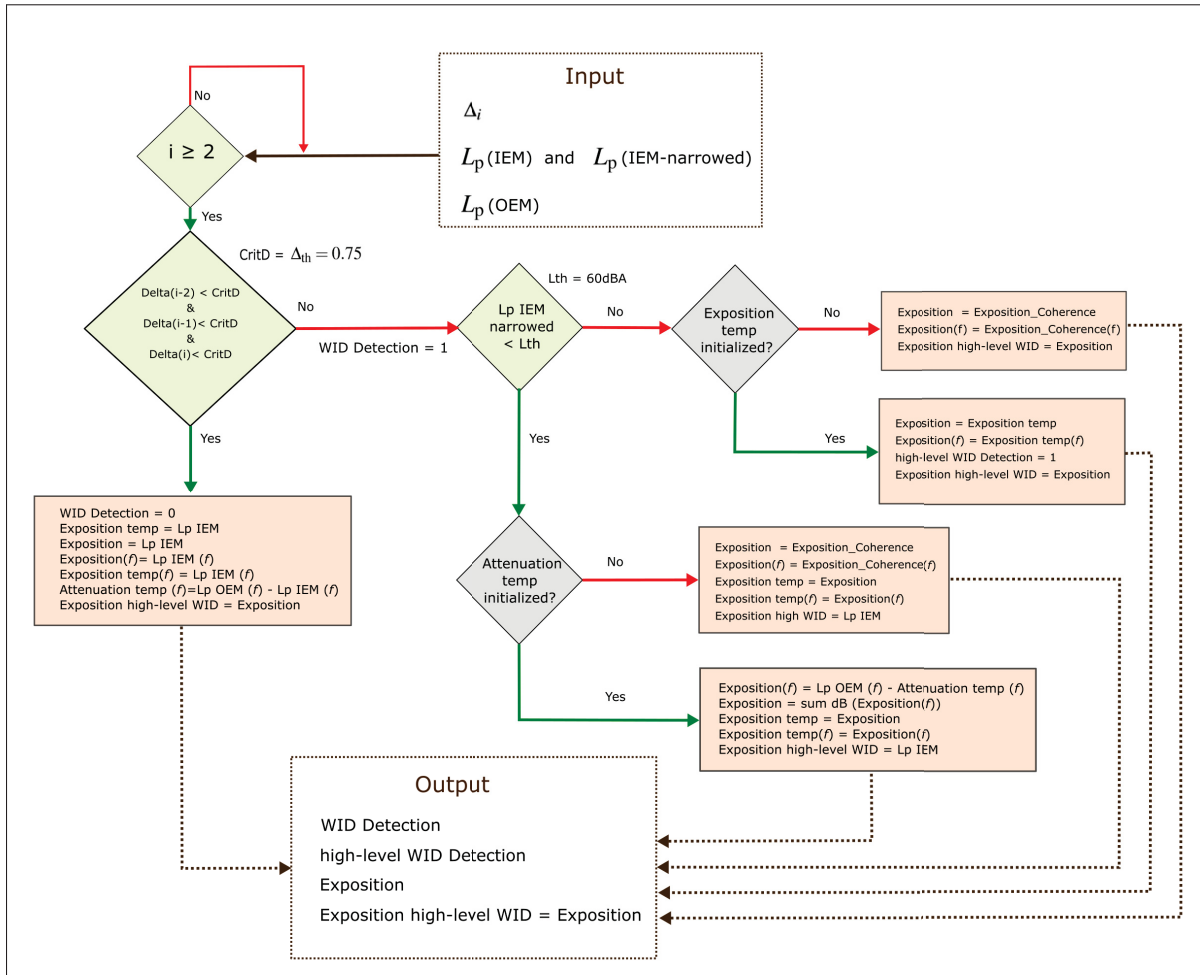 Input
Δi
Lp (IEM) and Lp (IEM-narrowed)
Lp (OEM)
No
i ≥ 2
Yes
CritD = Δth = 0.75
Delta(i-2) < CritD
&
Delta(i-1)< CritD
&
Delta(i)< CritD
No
WID Detection = 1
Yes
Lth = 60dBA
Lp IEM
narrowed
< Lth
No
Yes
Exposition
temp
initialized?
No
Yes
Exposition = Exposition_Coherence
Exposition(f) = Exposition_Coherence(f)
Exposition high-level WID = Exposition
Exposition = Exposition temp
Exposition(f) = Exposition temp(f)
high-level WID Detection = 1
Exposition high-level WID = Exposition
WID Detection = 0
Exposition temp = Lp IEM
Exposition = Lp IEM
Exposition(f)= Lp IEM (f)
Exposition temp(f) = Lp IEM (f)
Attenuation temp (f)=Lp OEM (f) - Lp IEM (f)
Exposition high-level WID = Exposition
Attenuation
temp
initialized?
No
Yes
Exposition = Exposition_Coherence
Exposition(f) = Exposition_Coherence(f)
Exposition temp = Exposition
Exposition temp(f) = Exposition(f)
Exposition high WID = Lp IEM
Exposition(f) = Lp OEM (f) - Attenuation temp (f)
Exposition = sum dB (Exposition(f))
Exposition temp = Exposition
Exposition temp(f) = Exposition(f)
Exposition high-level WID = Lp IEM
Output
WID Detection
high-level WID Detection
Exposition
Exposition high-level WID = Exposition